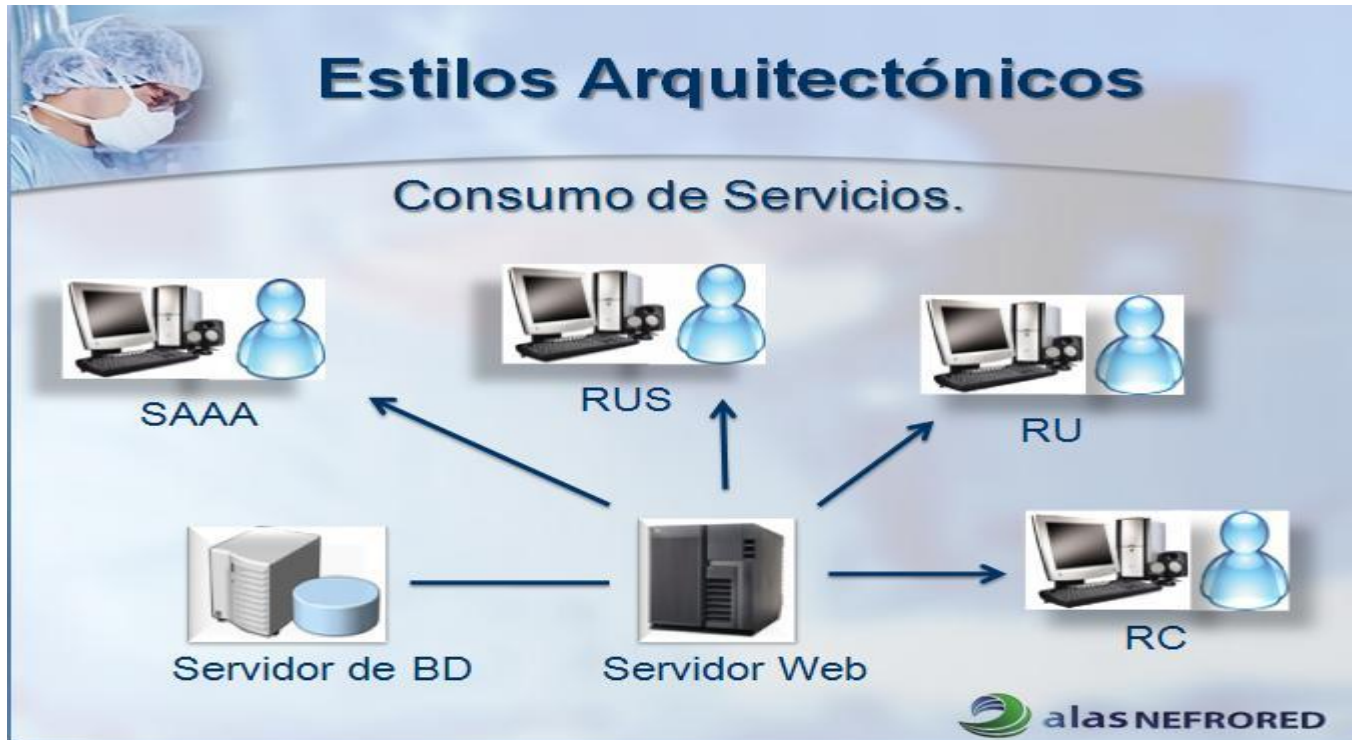 Estilos Arquitectónicos
Consumo de Servicios.
SAAA
RUS
RU
RC
Servidor de BD
Servidor Web
alas NEFRORED